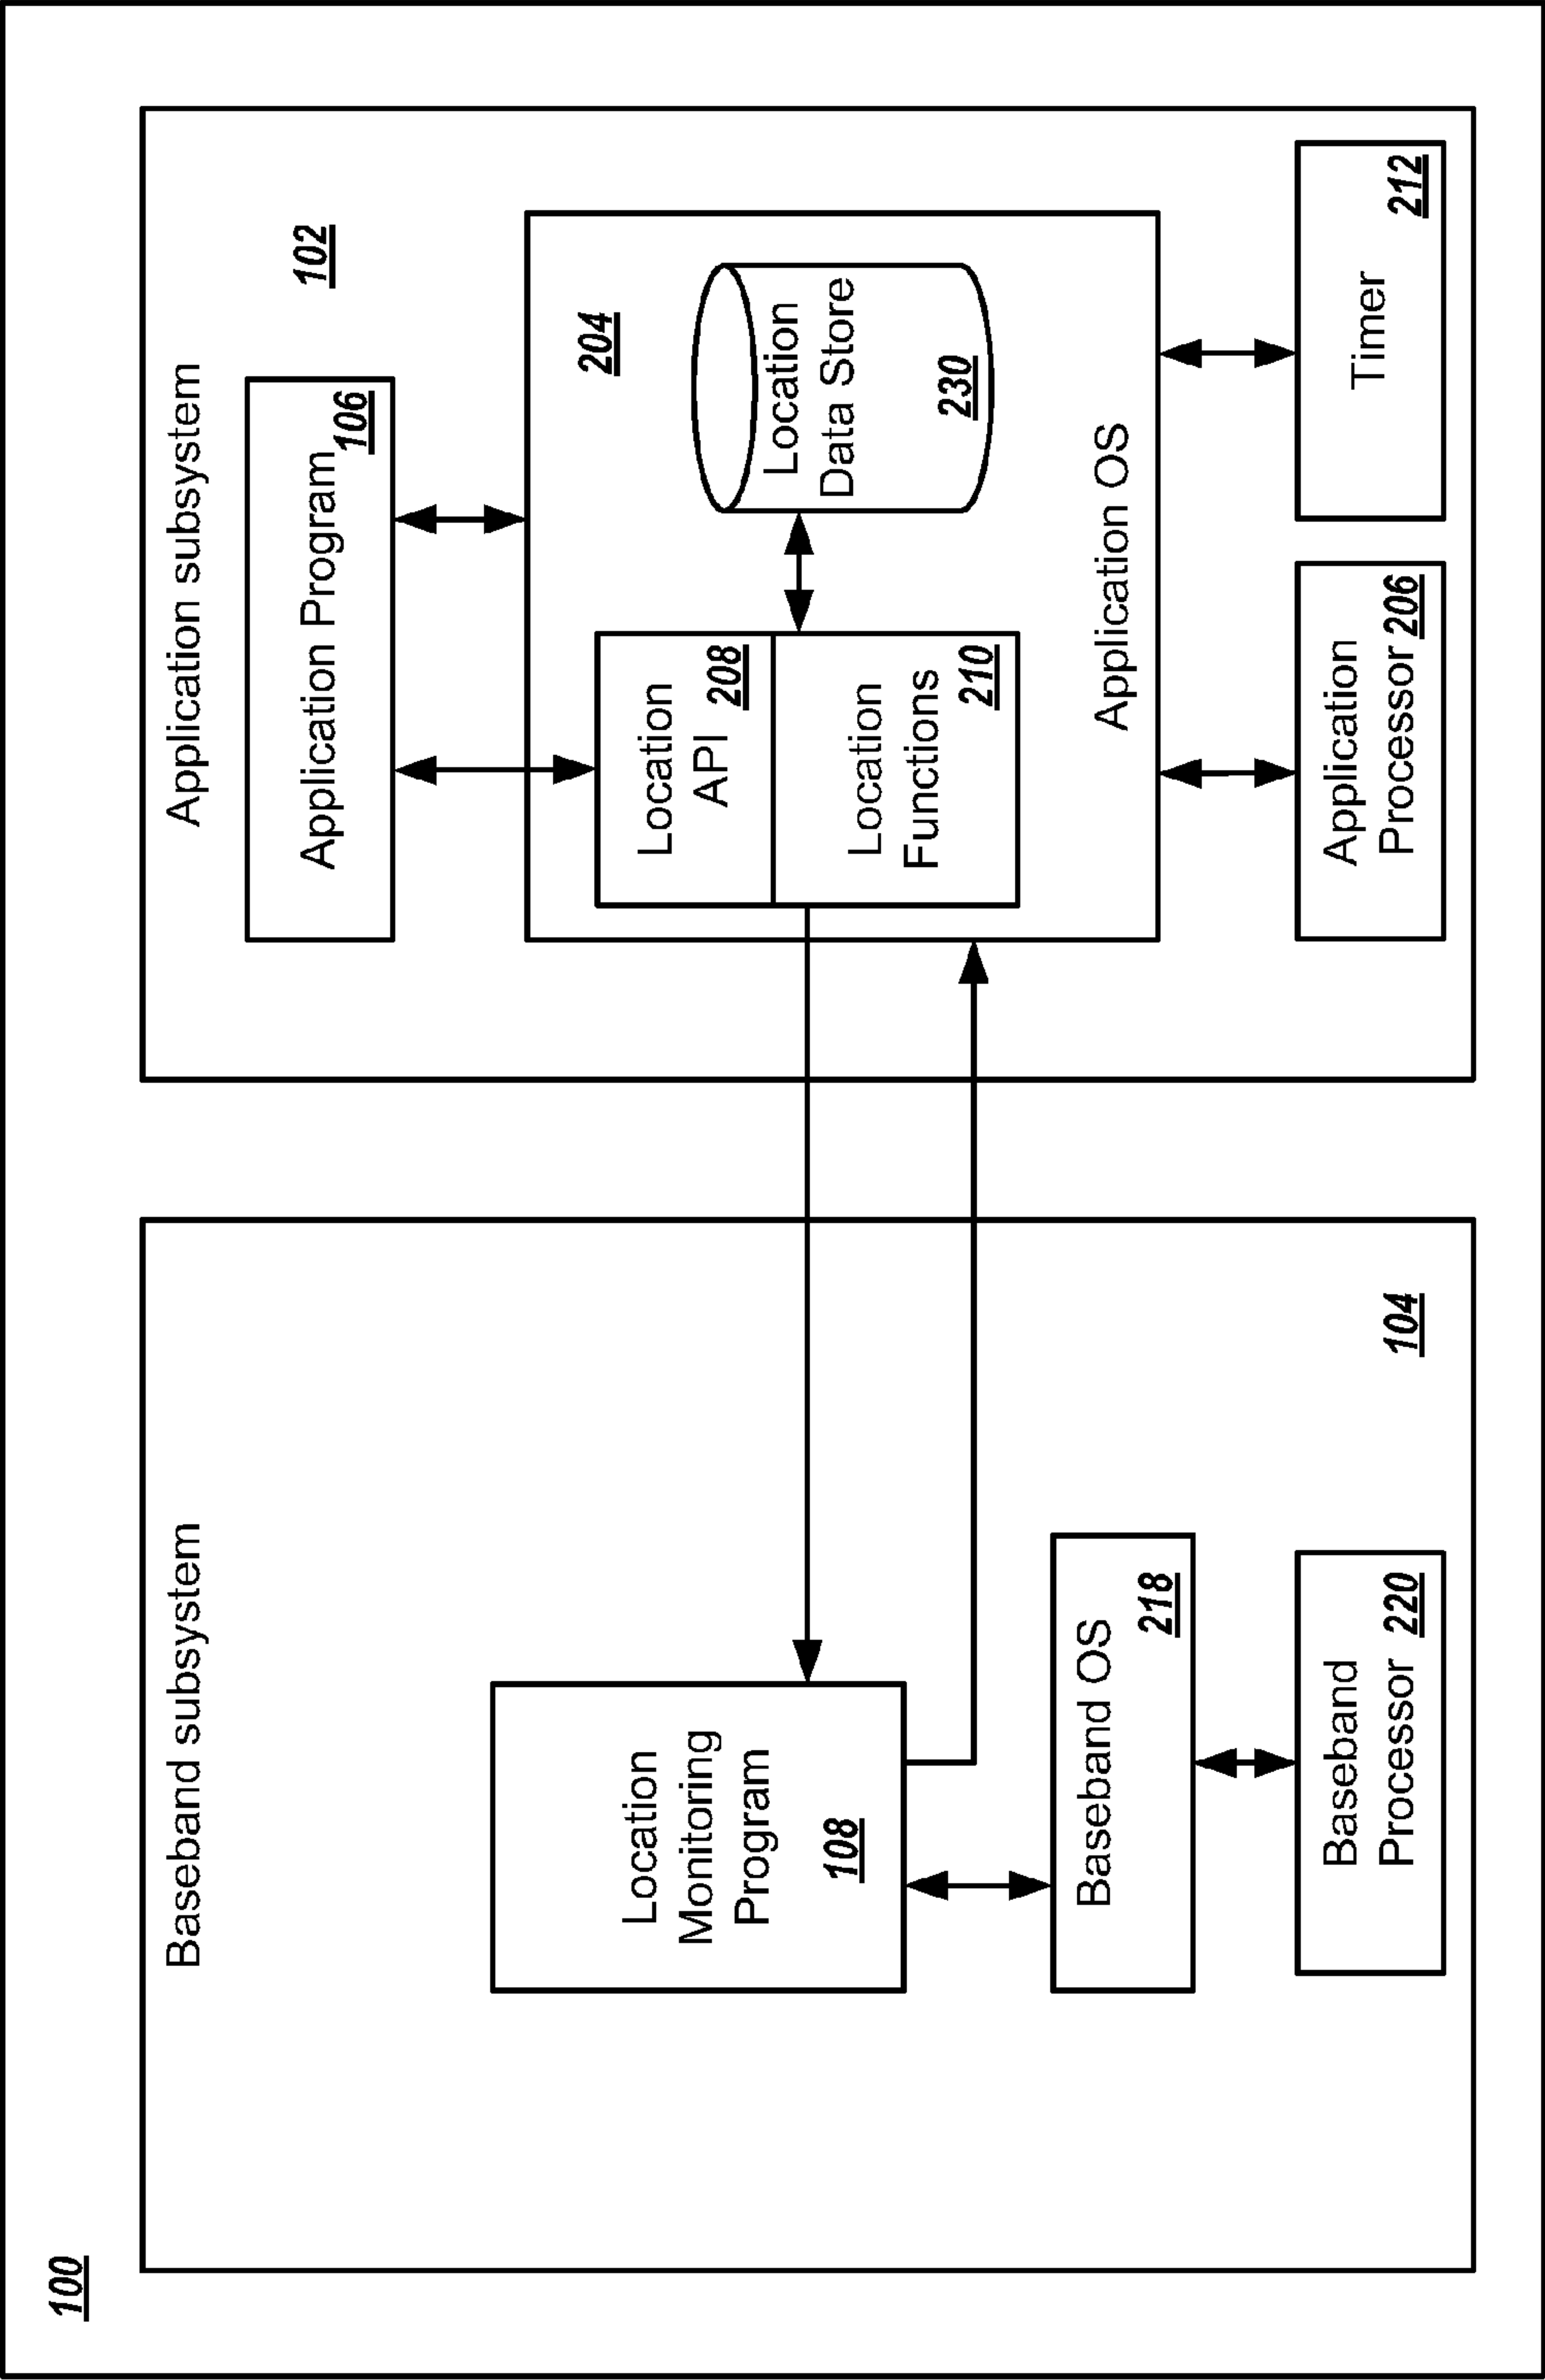 100
Baseband subsystem
Location
Monitoring
Program
108
Baseband OS
218
Baseband
Processor 220
104
Application subsystem
102
Application Program
106
204
Location
API
208
Location
Functions
210
Location
Data Store
230
Application OS
Application
Processor 206
Timer
212